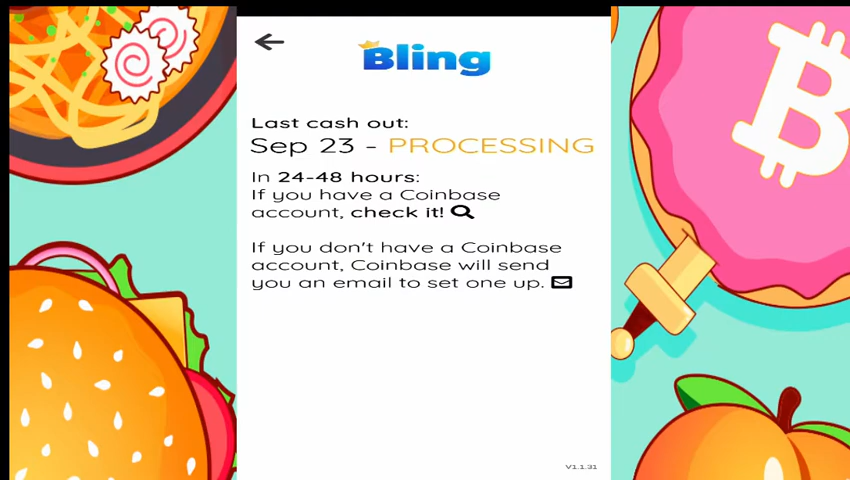 Bling
Last cash out:
Sep 23 - PROCESSING
In 24-48 hours:
If you have a Coinbase
account, check it!
If you don't have a Coinbase
account, Coinbase will send
you an email to set one up.
V1.1.31